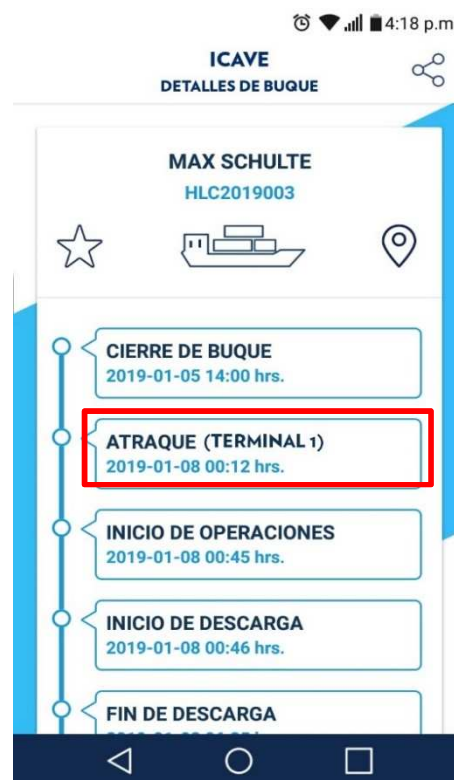 4:18 p.m
ICAVE
DETALLES DE BUQUE
MAX SCHULTE
HLC2019003
CIERRE DE BUQUE
2019-01-05 14:00 hrs.
ATRAQUE (TERMINAL 1)
2019-01-08 00:12 hrs.
INICIO DE OPERACIONES
2019-01-08 00:45 hrs.
INICIO DE DESCARGA
2019-01-08 00:46 hrs.
FIN DE DESCARGA